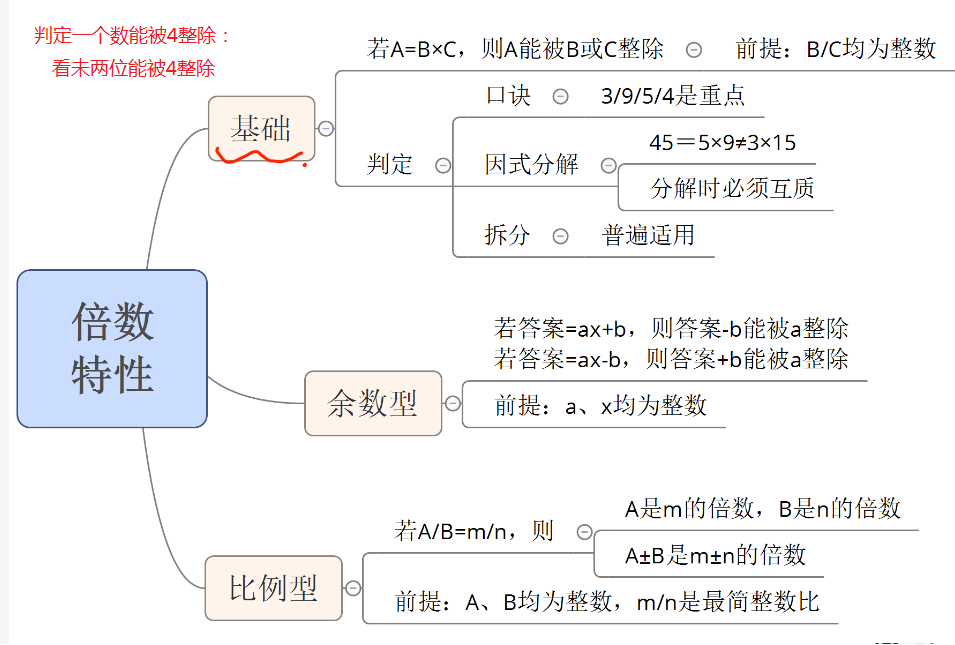 判定一个数能被4整除：
看未两位能被4整除
若A=B×C，则A能被B或C整除
前提：B/C均为整数
基础
口诀
3/9/5/4是重点
判定
因式分解
45＝5×9≠3×15
分解时必须互质
拆分
普遍适用
倍数
特性
若答案=ax+b，则答案-b能被a整除
若答案=ax-b，则答案+b能被a整除
余数型
前提：a、x均为整数
若A/B=m/n，则
A是m的倍数，B是n的倍数
A±B是m±n的倍数
比例型
前提：A、B均为整数，m/n是最简整数比